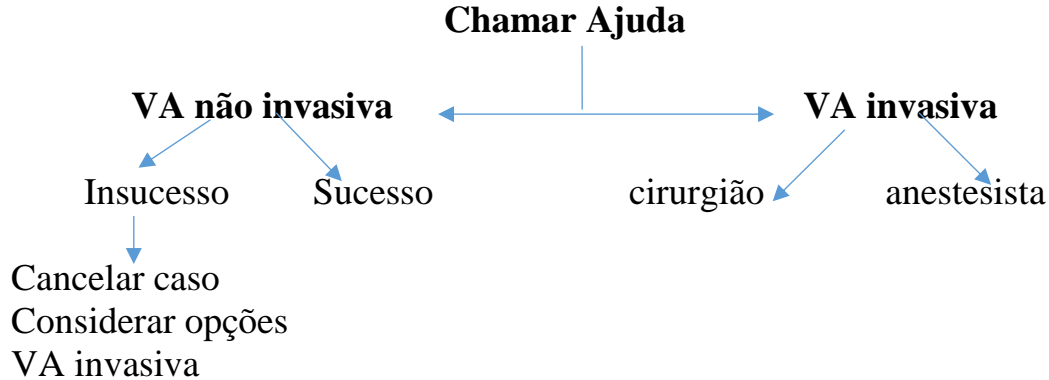 Chamar Ajuda
VA não invasiva VA invasiva
Insucesso Sucesso cirurgião anestesista
Cancelar caso
Considerar opções
VA invasiva